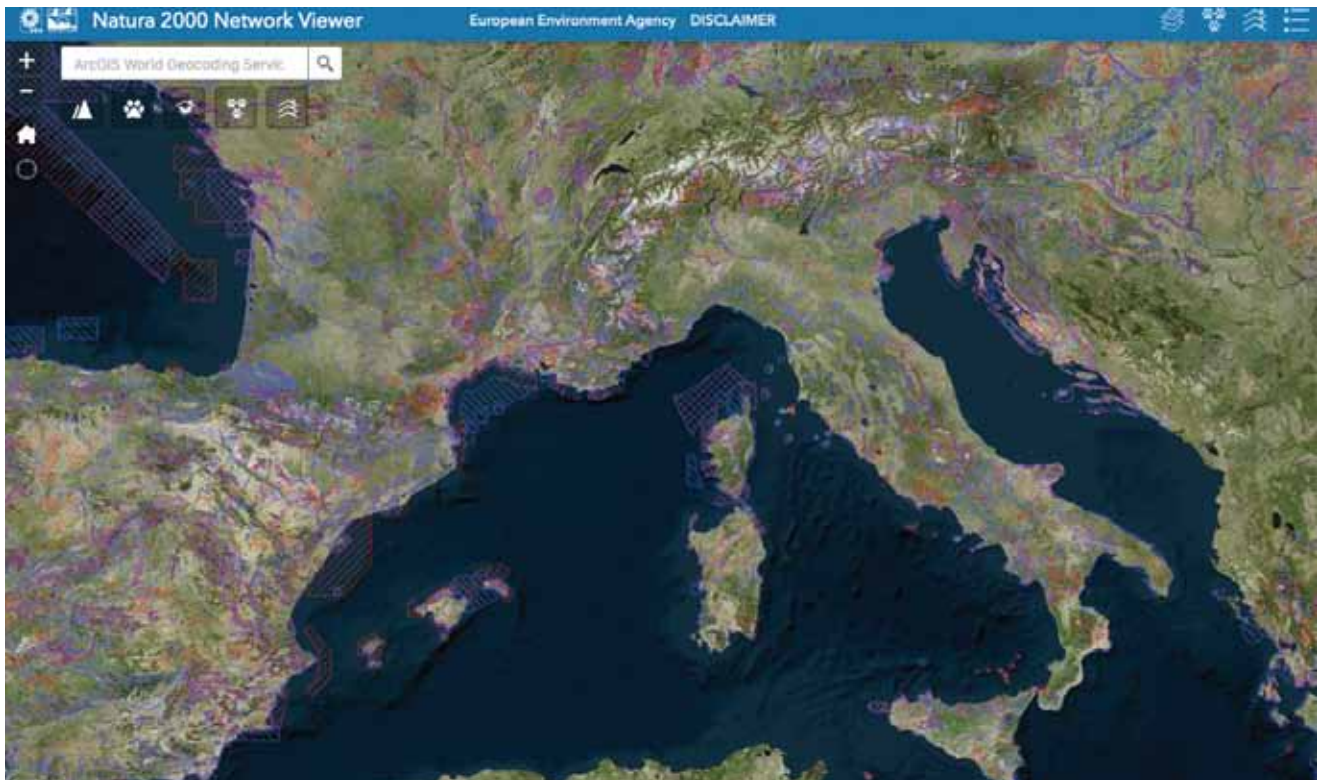 Natura 2000 Network Viewer
European Environment Agency DISCLAIMER
ArcGIS World Geocoding Servic